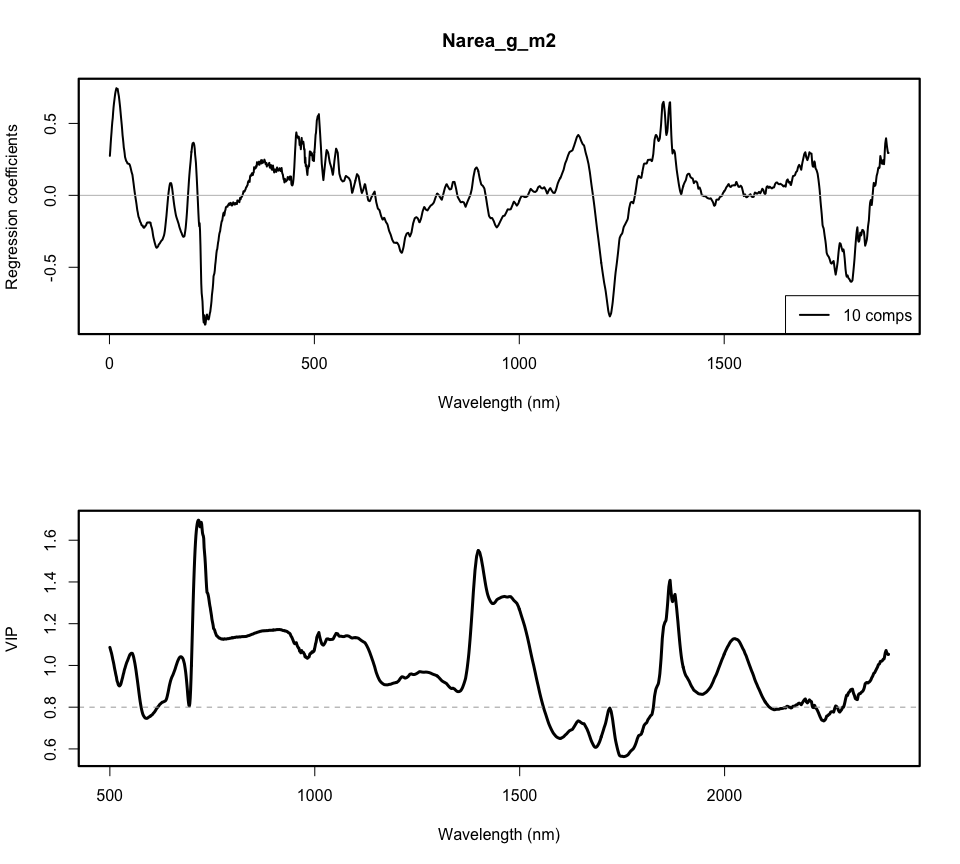 Narea_g_m2
Regression coefficients
0.5
0.0
-0.5
10 comps
0 500 1000 1500
Wavelength (nm)
VIP
1.6
1.4
1.2
1.0
0.8
0.6
500 1000 1500 2000
Wavelength (nm)